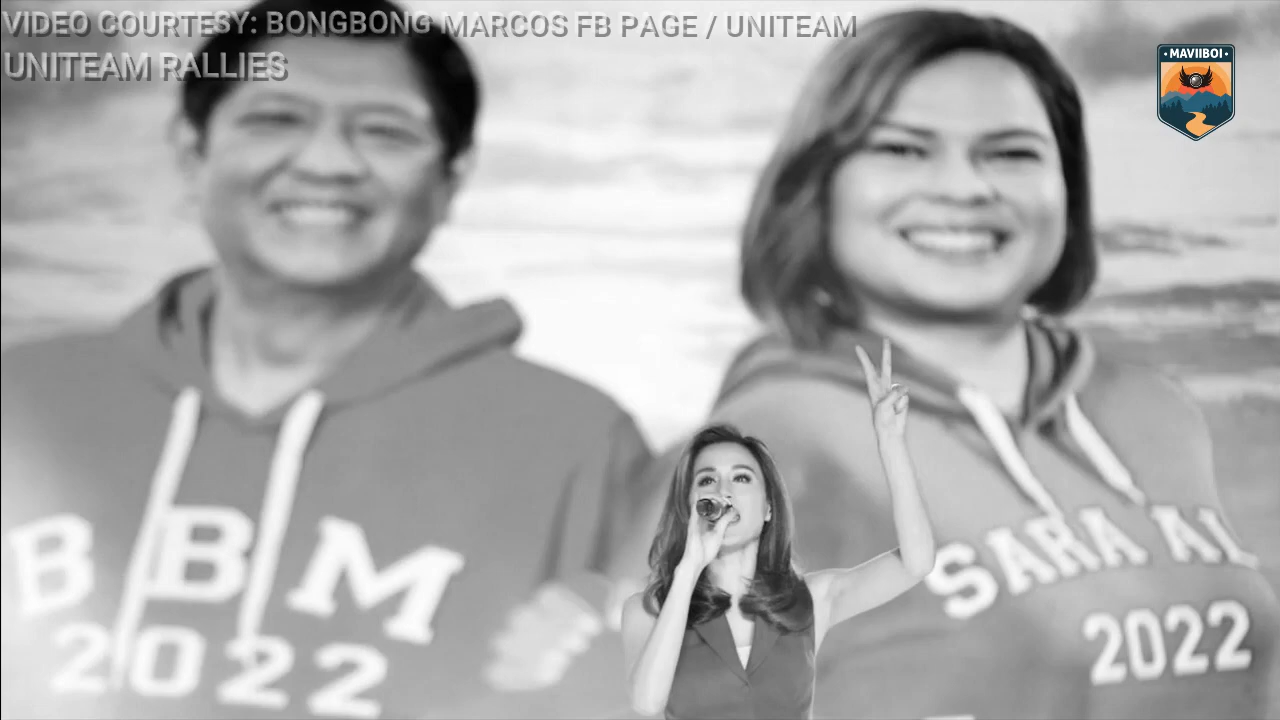 VIDEO COURTESY: BONGBONG MARCOS FB PAGE / UNITEAM
UNITEAM RALLIES
• MAVIIBOI •
BBM
2022
SARA AL
2022